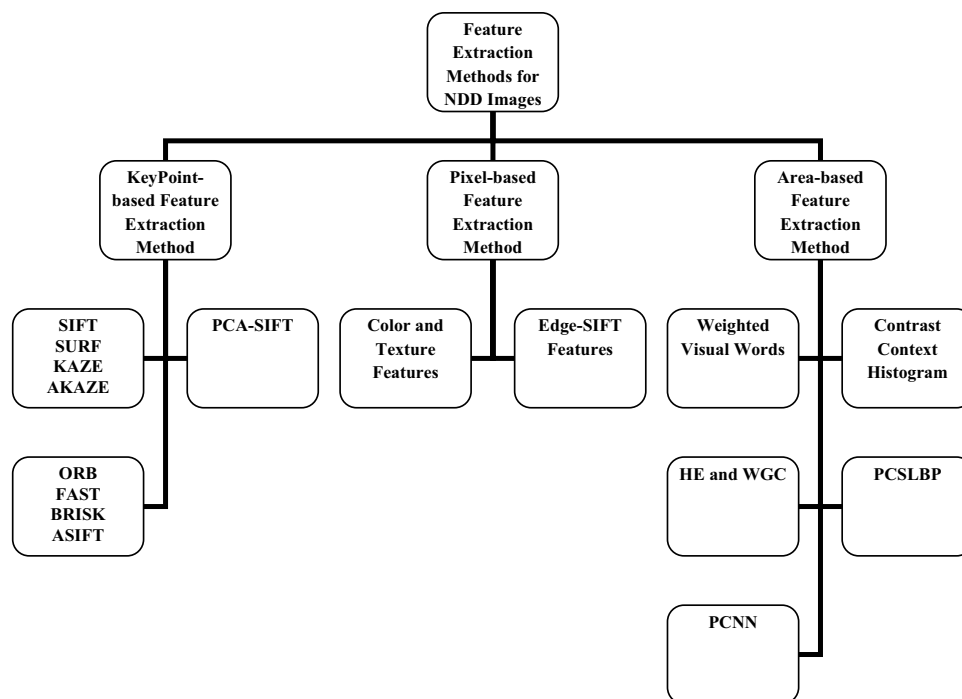 Feature
Extraction
Methods for
NDD Images
KeyPoint-
based Feature
Extraction
Method
Pixel-based
Feature
Extraction
Method
Area-based
Feature
Extraction
Method
SIFT
SURF
KAZE
AKAZE
PCA-SIFT
Color and
Texture
Features
Edge-SIFT
Features
Weighted
Visual Words
Contrast
Context
Histogram
ORB
FAST
BRISK
ASIFT
HE and WGC
PCSLBP
PCNN